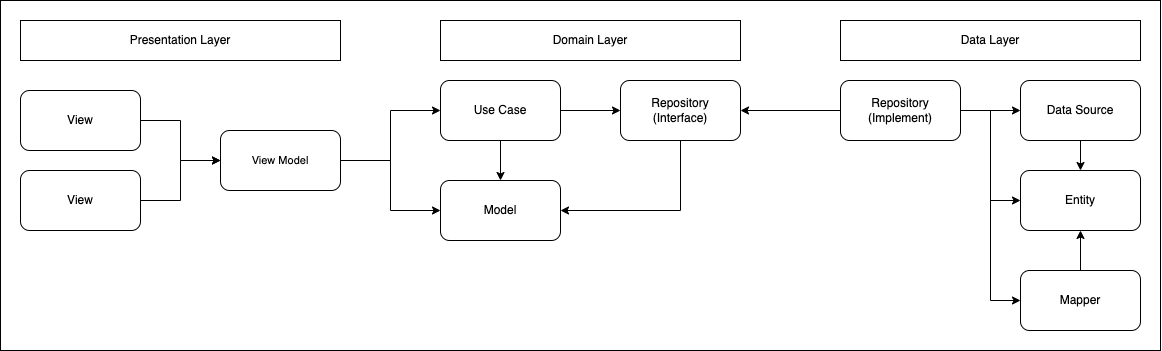 Presentation Layer
Domain Layer
Data Layer
View
View
View Model
Use Case
Repository
(Interface)
Model
Repository
(Implement)
Data Source
Entity
Mapper